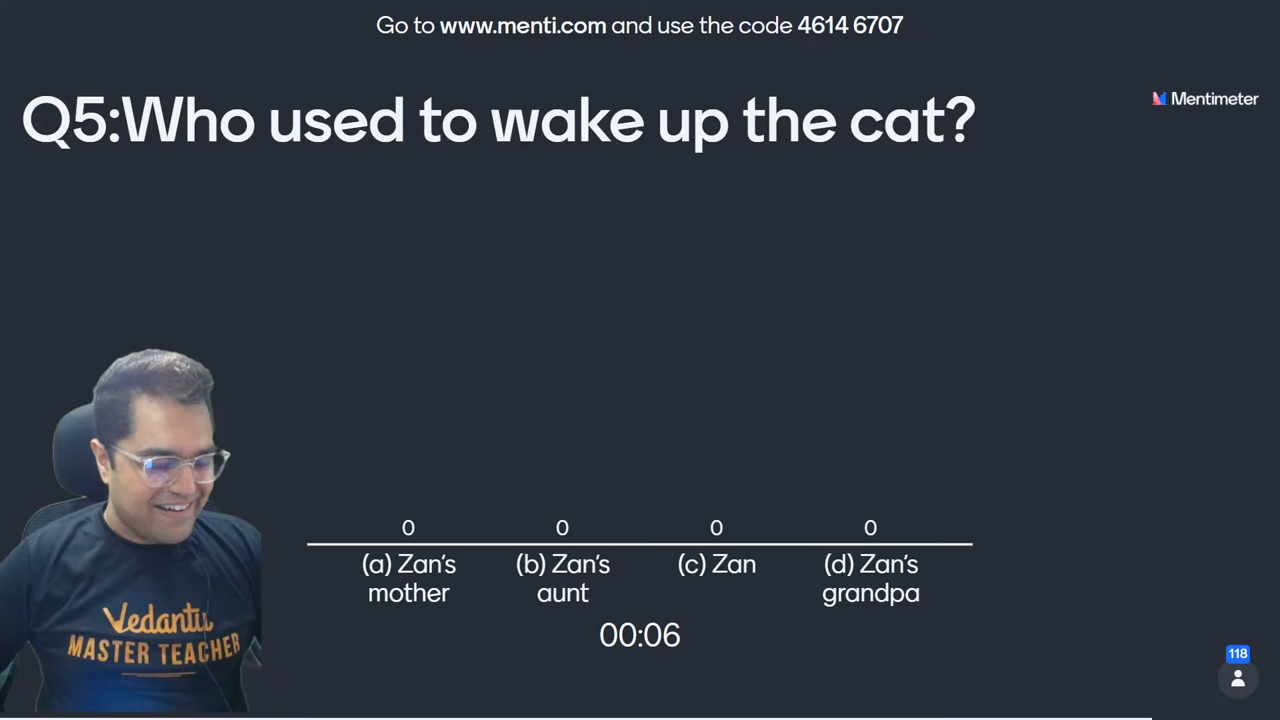 Go to www.menti.com and use the code 4614 6707
Q5:Who used to wake up the cat?
Mentimeter
0 0 0 0
(a) Zan's (b) Zan's (c) Zan (d) Zan's
mother aunt grandpa
00:06
Vedantu
MASTER TEACHER
118